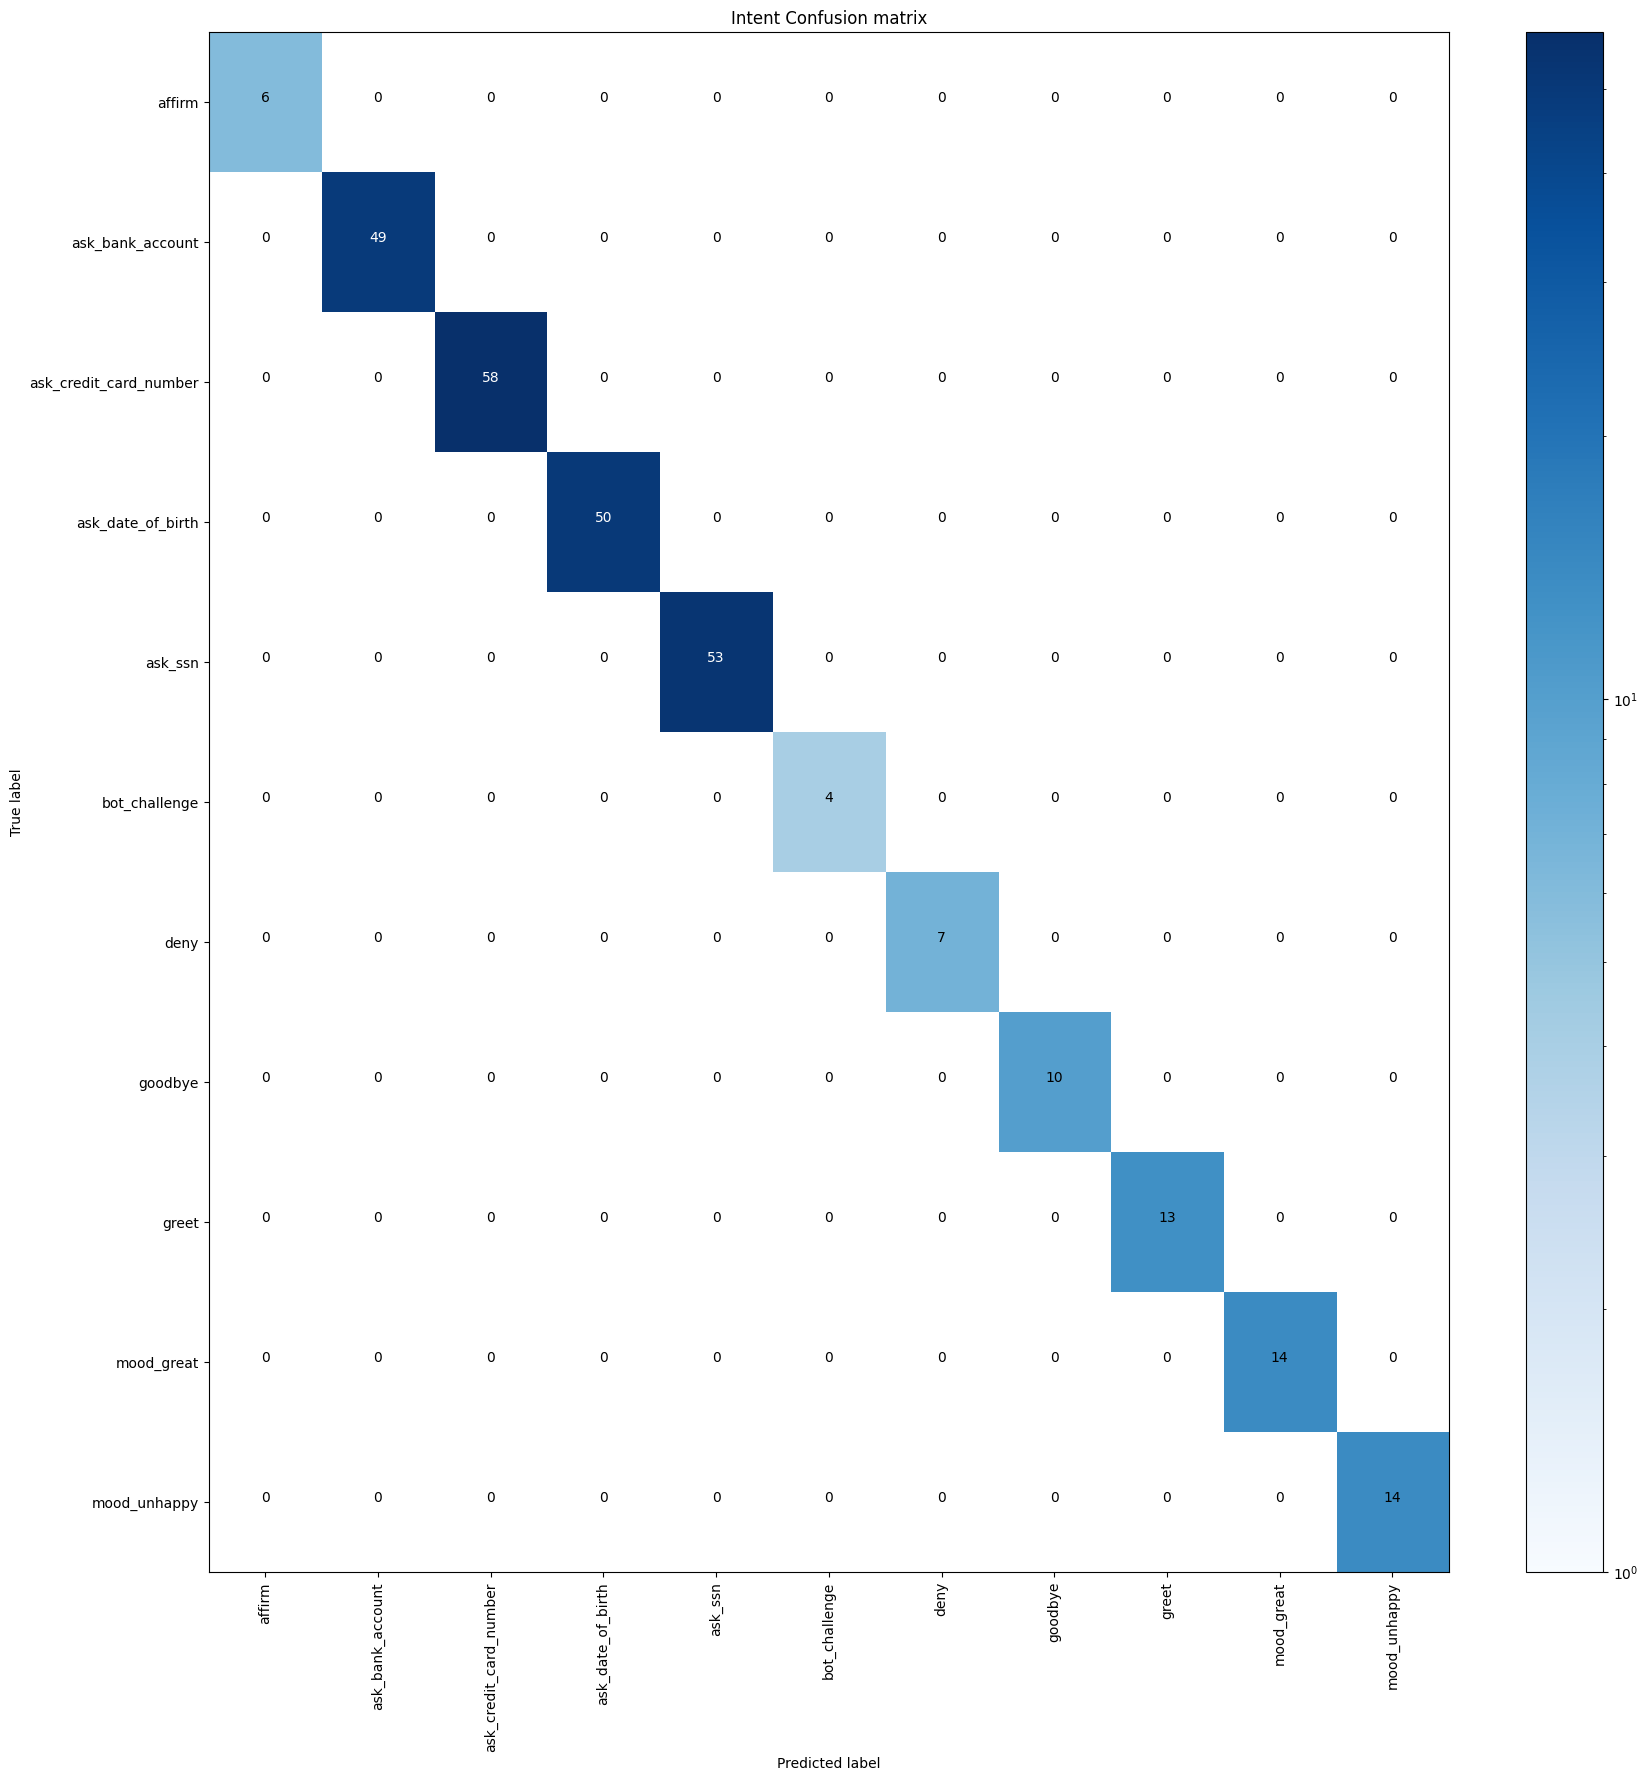 Intent Confusion matrix
affirm 6 0 0 0 0 0 0 0 0 0 0
ask_bank_account 0 49 0 0 0 0 0 0 0 0 0
ask_credit_card_number 0 0 58 0 0 0 0 0 0 0 0
ask_date_of_birth 0 0 0 50 0 0 0 0 0 0 0
ask_ssn 0 0 0 0 53 0 0 0 0 0 0
bot_challenge 0 0 0 0 0 4 0 0 0 0 0
deny 0 0 0 0 0 0 7 0 0 0 0
goodbye 0 0 0 0 0 0 0 10 0 0 0
greet 0 0 0 0 0 0 0 0 13 0 0
mood_great 0 0 0 0 0 0 0 0 0 14 0
mood_unhappy 0 0 0 0 0 0 0 0 0 0 14
True label
affirm
ask_bank_account
ask_credit_card_number
ask_date_of_birth
ask_ssn
bot_challenge
deny
goodbye
greet
mood_great
mood_unhappy
Predicted label
10¹
10⁰